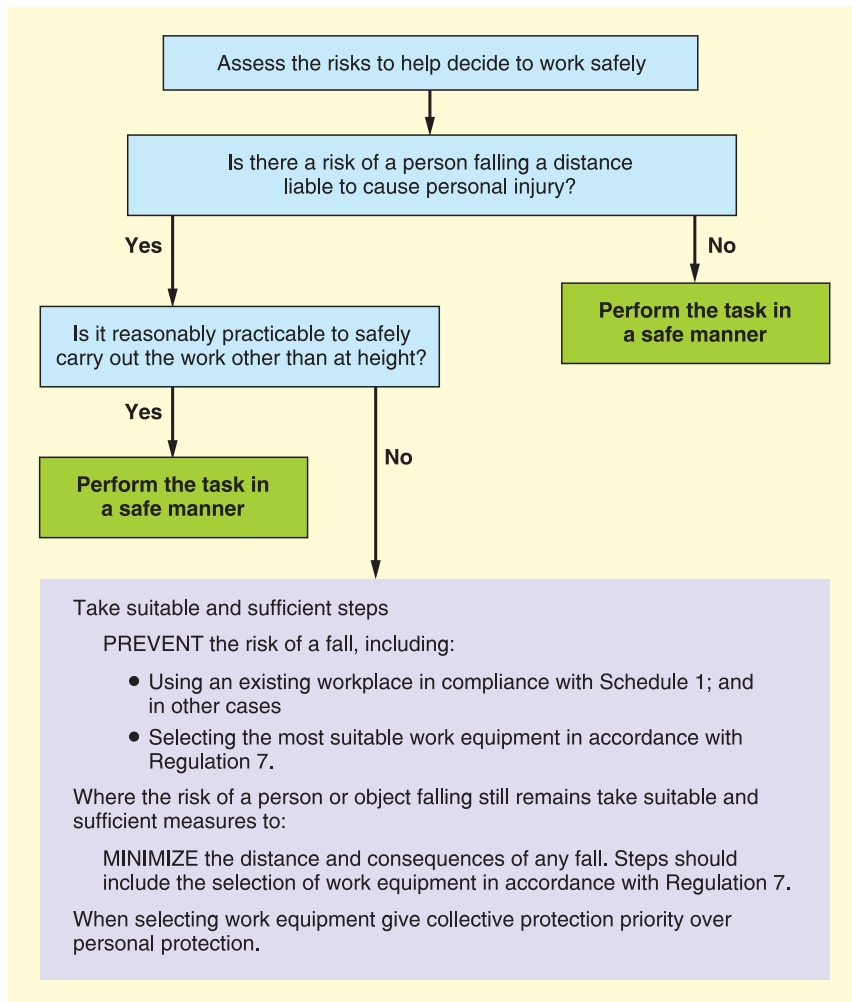 Assess the risks to help decide to work safely
Is there a risk of a person falling a distance
liable to cause personal injury?
Yes
No
Perform the task in
a safe manner
Is it reasonably practicable to safely
carry out the work other than at height?
Yes
No
Perform the task in
a safe manner
Take suitable and sufficient steps
PREVENT the risk of a fall, including:
● Using an existing workplace in compliance with Schedule 1; and
in other cases
● Selecting the most suitable work equipment in accordance with
Regulation 7.
Where the risk of a person or object falling still remains take suitable and
sufficient measures to:
MINIMIZE the distance and consequences of any fall. Steps should
include the selection of work equipment in accordance with Regulation 7.
When selecting work equipment give collective protection priority over
personal protection.